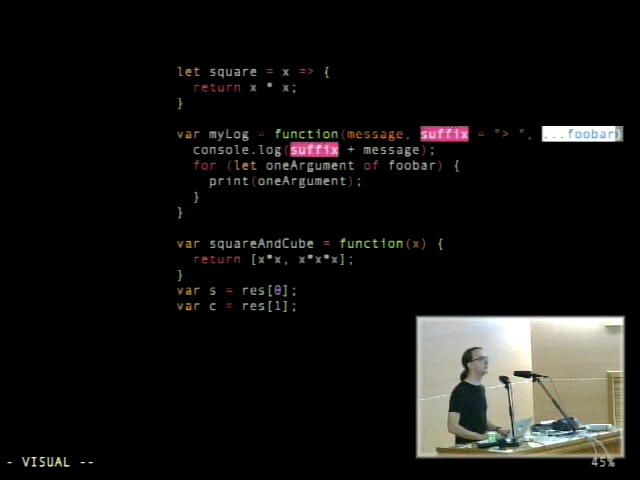 let square = x => {
  return x * x;
}
var myLog = function(message, suffix = "> ", ...foobar)
  console.log(suffix + message);
  for (let oneArgument of foobar) {
    print(oneArgument);
  }
}
var squareAndCube = function(x) {
  return [x*x, x*x*x];
}
var s = res[0];
var c = res[1];
- VISUAL -- 45%